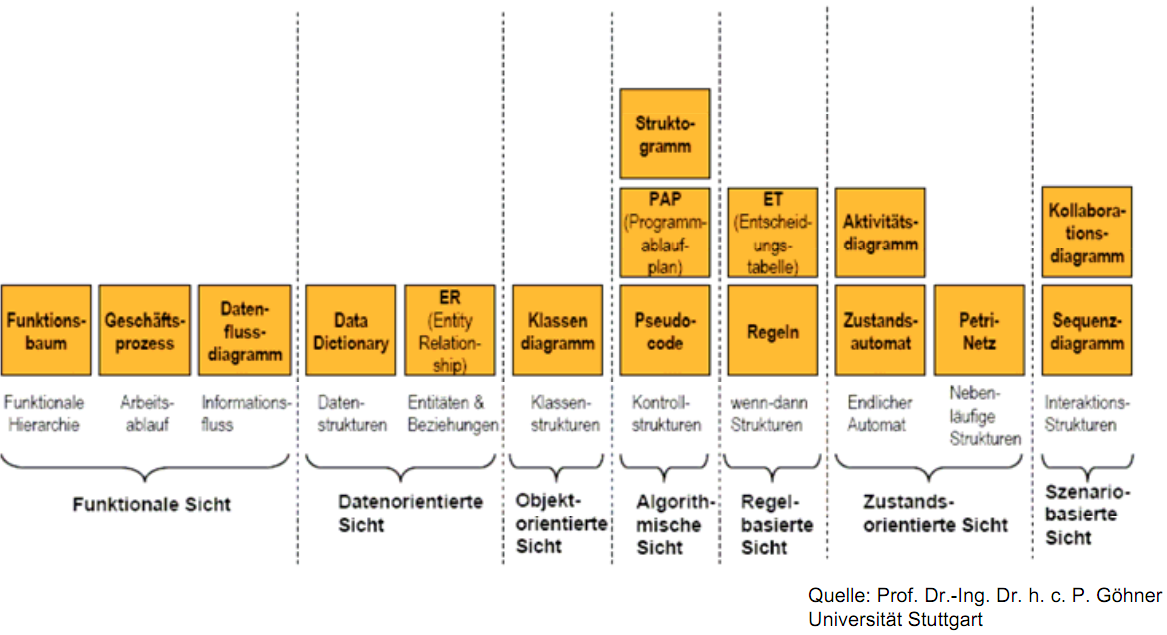 Strukto-
gramm
PAP
(Programm-
ablauf-
plan)
ET
(Entscheid-
ungs-
tabelle)
Aktivitäts-
diagramm
Kollabora-
tions-
diagramm
Funktions-
baum
Geschäfts-
prozess
Daten-
fluss-
diagramm
Data
Dictionary
ER
(Entity
Relation-
ship)
Klassen
diagramm
Pseudo-
code
Regeln
Zustands-
automat
Petri-
Netz
Sequenz-
diagramm
Funktionale
Hierarchie
Arbeits-
ablauf
Informations-
fluss
Daten-
strukturen
Entitäten &
Beziehungen
Klassen-
strukturen
Kontroll-
strukturen
wenn-dann
Strukturen
Endlicher
Automat
Neben-
läufige
Strukturen
Interaktions-
Strukturen
Funktionale Sicht
Datenorientierte
Sicht
Objekt-
orientierte
Sicht
Algorith-
mische
Sicht
Regel-
basierte
Sicht
Zustands-
orientierte Sicht
Szenario-
basierte
Sicht
Quelle: Prof. Dr.-Ing. Dr. h. c. P. Göhner
Universität Stuttgart